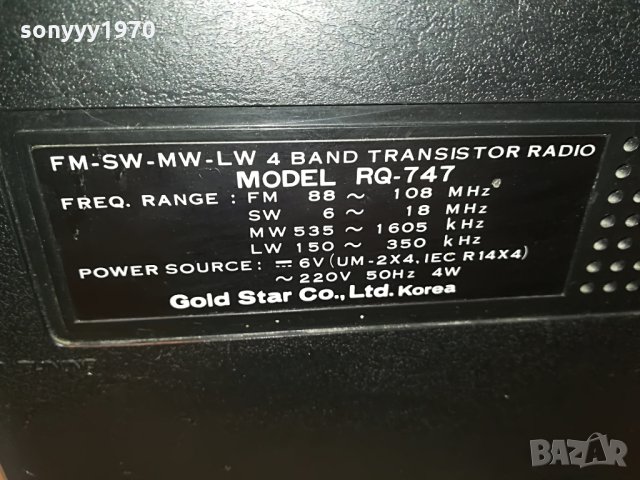 sonyyy1970
FM-SW-MW-LW 4 BAND TRANSISTOR RADIO
MODEL RQ-747
FREQ. RANGE : FM 88 ~ 108 MHz
SW 6 ~ 18 MHz
MW 535 ~ 1605 kHz
LW 150 ~ 350 kHz
POWER SOURCE : ⎓ 6V (UM-2X4, IEC R14X4)
~ 220V 50Hz 4W
Gold Star Co., Ltd. Korea
BAZAR